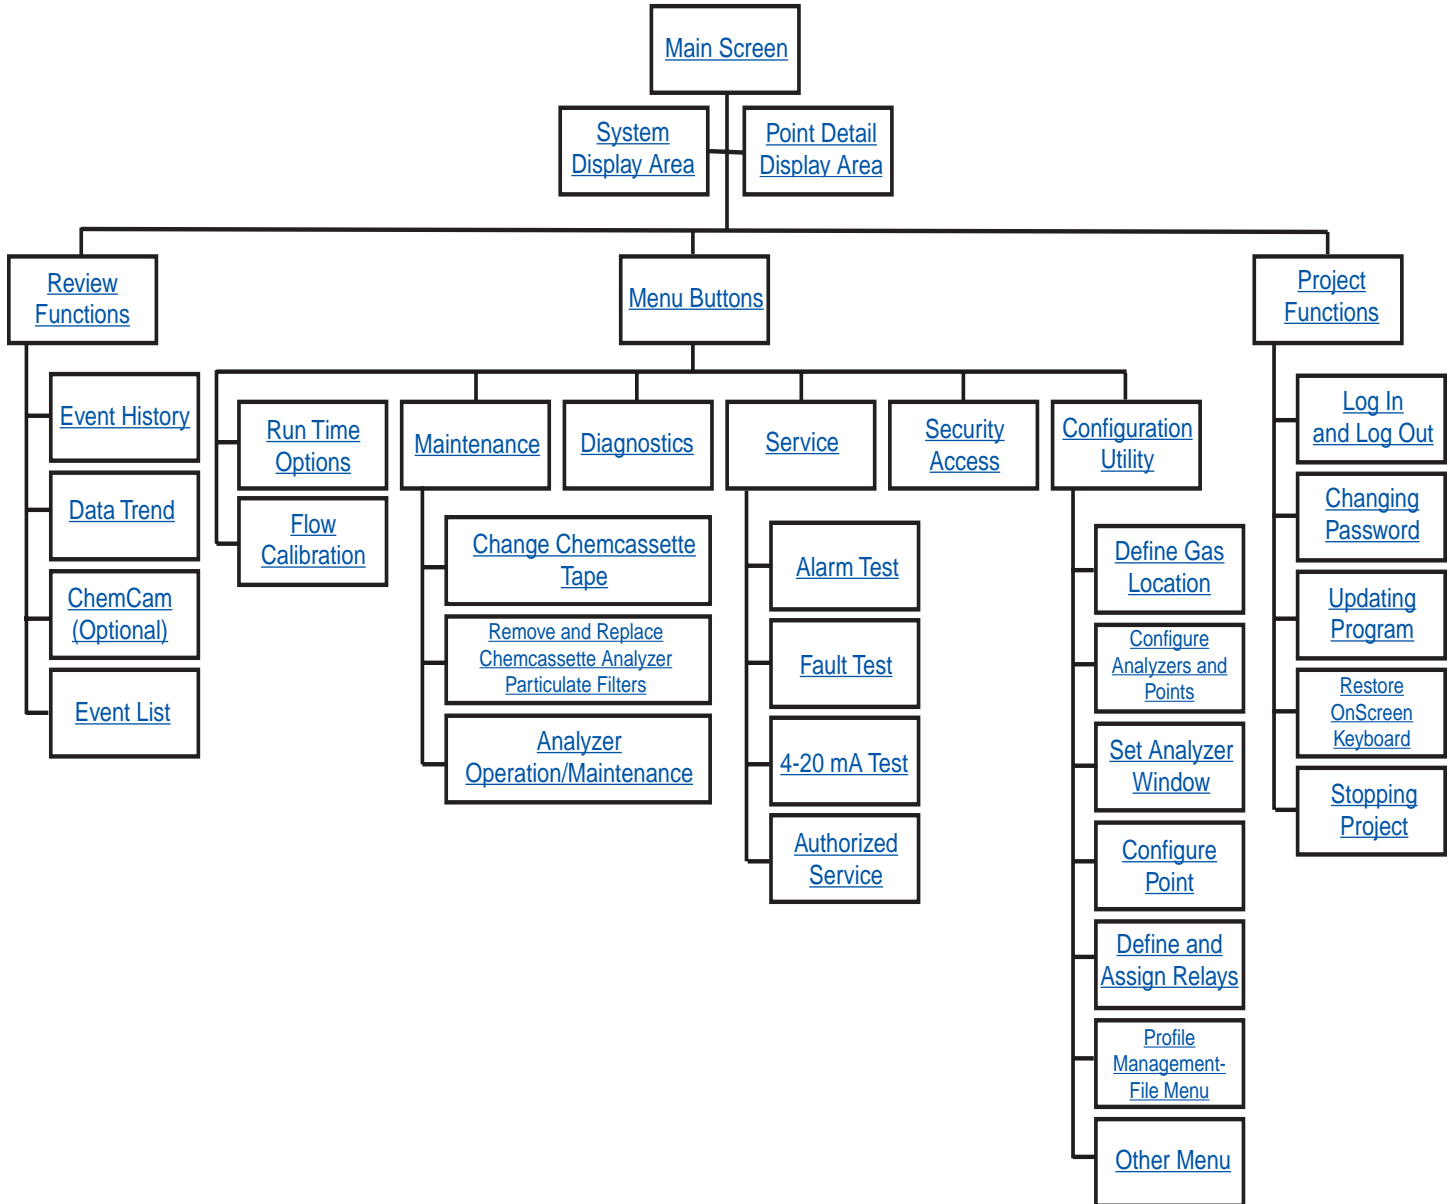 Main Screen
System
Display Area
Point Detail
Display Area
Review
Functions
Menu Buttons
Project
Functions
Event History
Data Trend
ChemCam
(Optional)
Event List
Run Time
Options
Flow
Calibration
Maintenance
Change Chemcassette
Tape
Remove and Replace
Chemcassette Analyzer
Particulate Filters
Analyzer
Operation/Maintenance
Diagnostics
Service
Alarm Test
Fault Test
4-20 mA Test
Authorized
Service
Security
Access
Configuration
Utility
Define Gas
Location
Configure
Analyzers and
Points
Set Analyzer
Window
Configure
Point
Define and
Assign Relays
Profile
Management-
File Menu
Other Menu
Log In
and Log Out
Changing
Password
Updating
Program
Restore
OnScreen
Keyboard
Stopping
Project